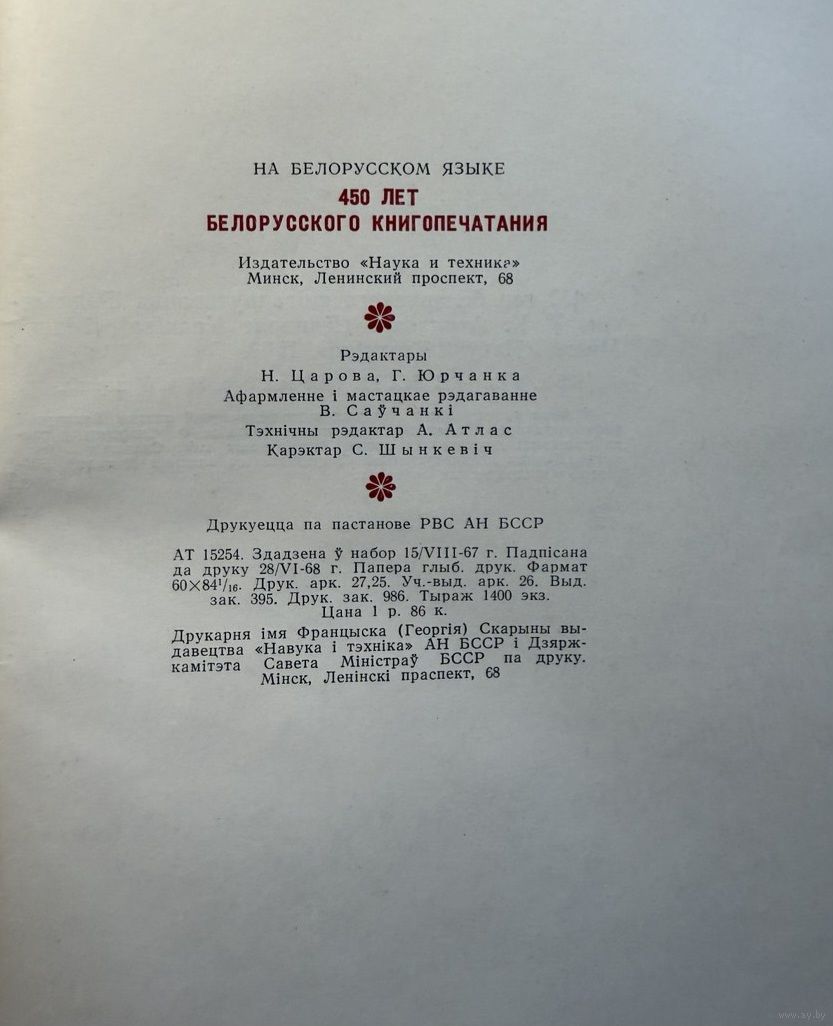 НА БЕЛОРУССКОМ ЯЗЫКЕ
450 ЛЕТ
БЕЛОРУССКОГО КНИГОПЕЧАТАНИЯ
Издательство «Наука и техника»
Минск, Ленинский проспект, 68
Рэдактары
Н. Царова, Г. Юрчанка
Афармленне і мастацкае рэдагаванне
В. Саўчанкі
Тэхнічны рэдактар А. Атлас
Карэктар С. Шынкевіч
Друкуецца па пастанове РВС АН БССР
АТ 15254. Здадзена ў набор 15/VIII-67 г. Падпісана
да друку 28/VI-68 г. Папера глыб. друк. Фармат
60×84¹/₁₆. Друк. арк. 27,25. Уч.-выд. арк. 26. Выд.
зак. 395. Друк. зак. 986. Тыраж 1400 экз.
Цана 1 р. 86 к.
Друкарня імя Францыска (Георгія) Скарыны вы-
давецтва «Навука і тэхніка» АН БССР і Дзярж-
камітэта Савета Міністраў БССР па друку.
Мінск, Ленінскі праспект, 68
www.ay.by